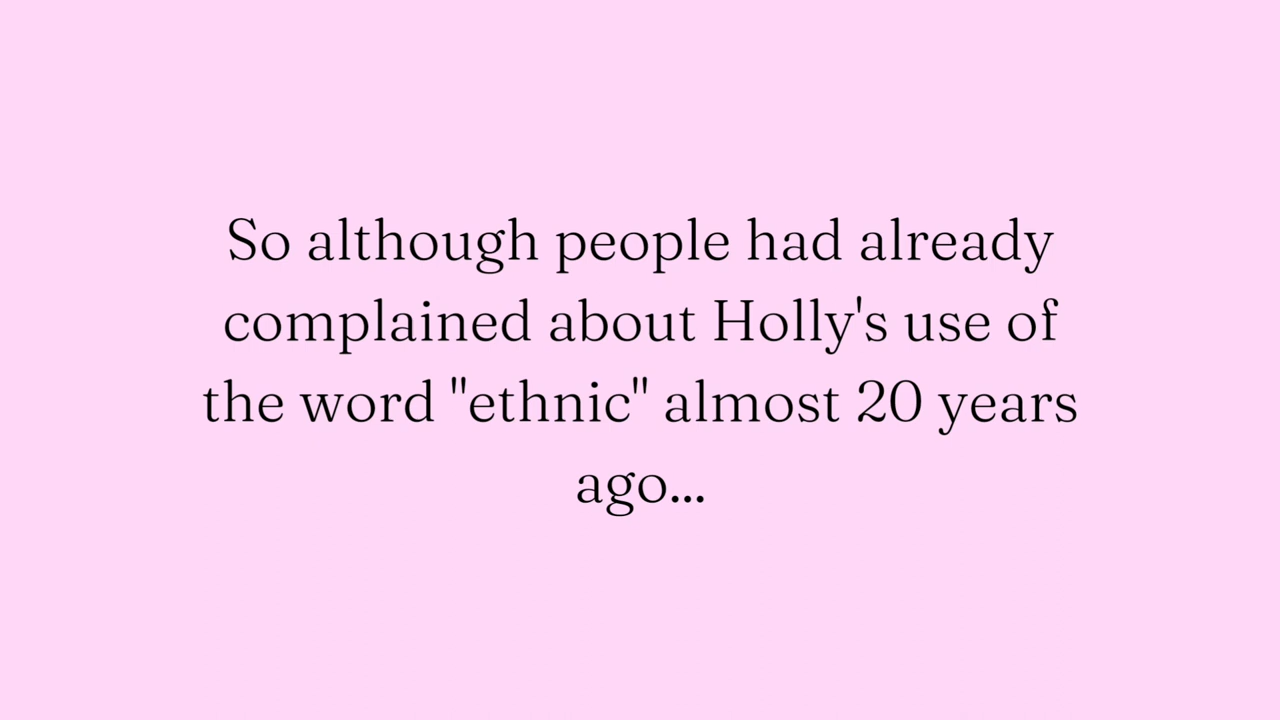 So although people had already
complained about Holly's use of
the word "ethnic" almost 20 years
ago...